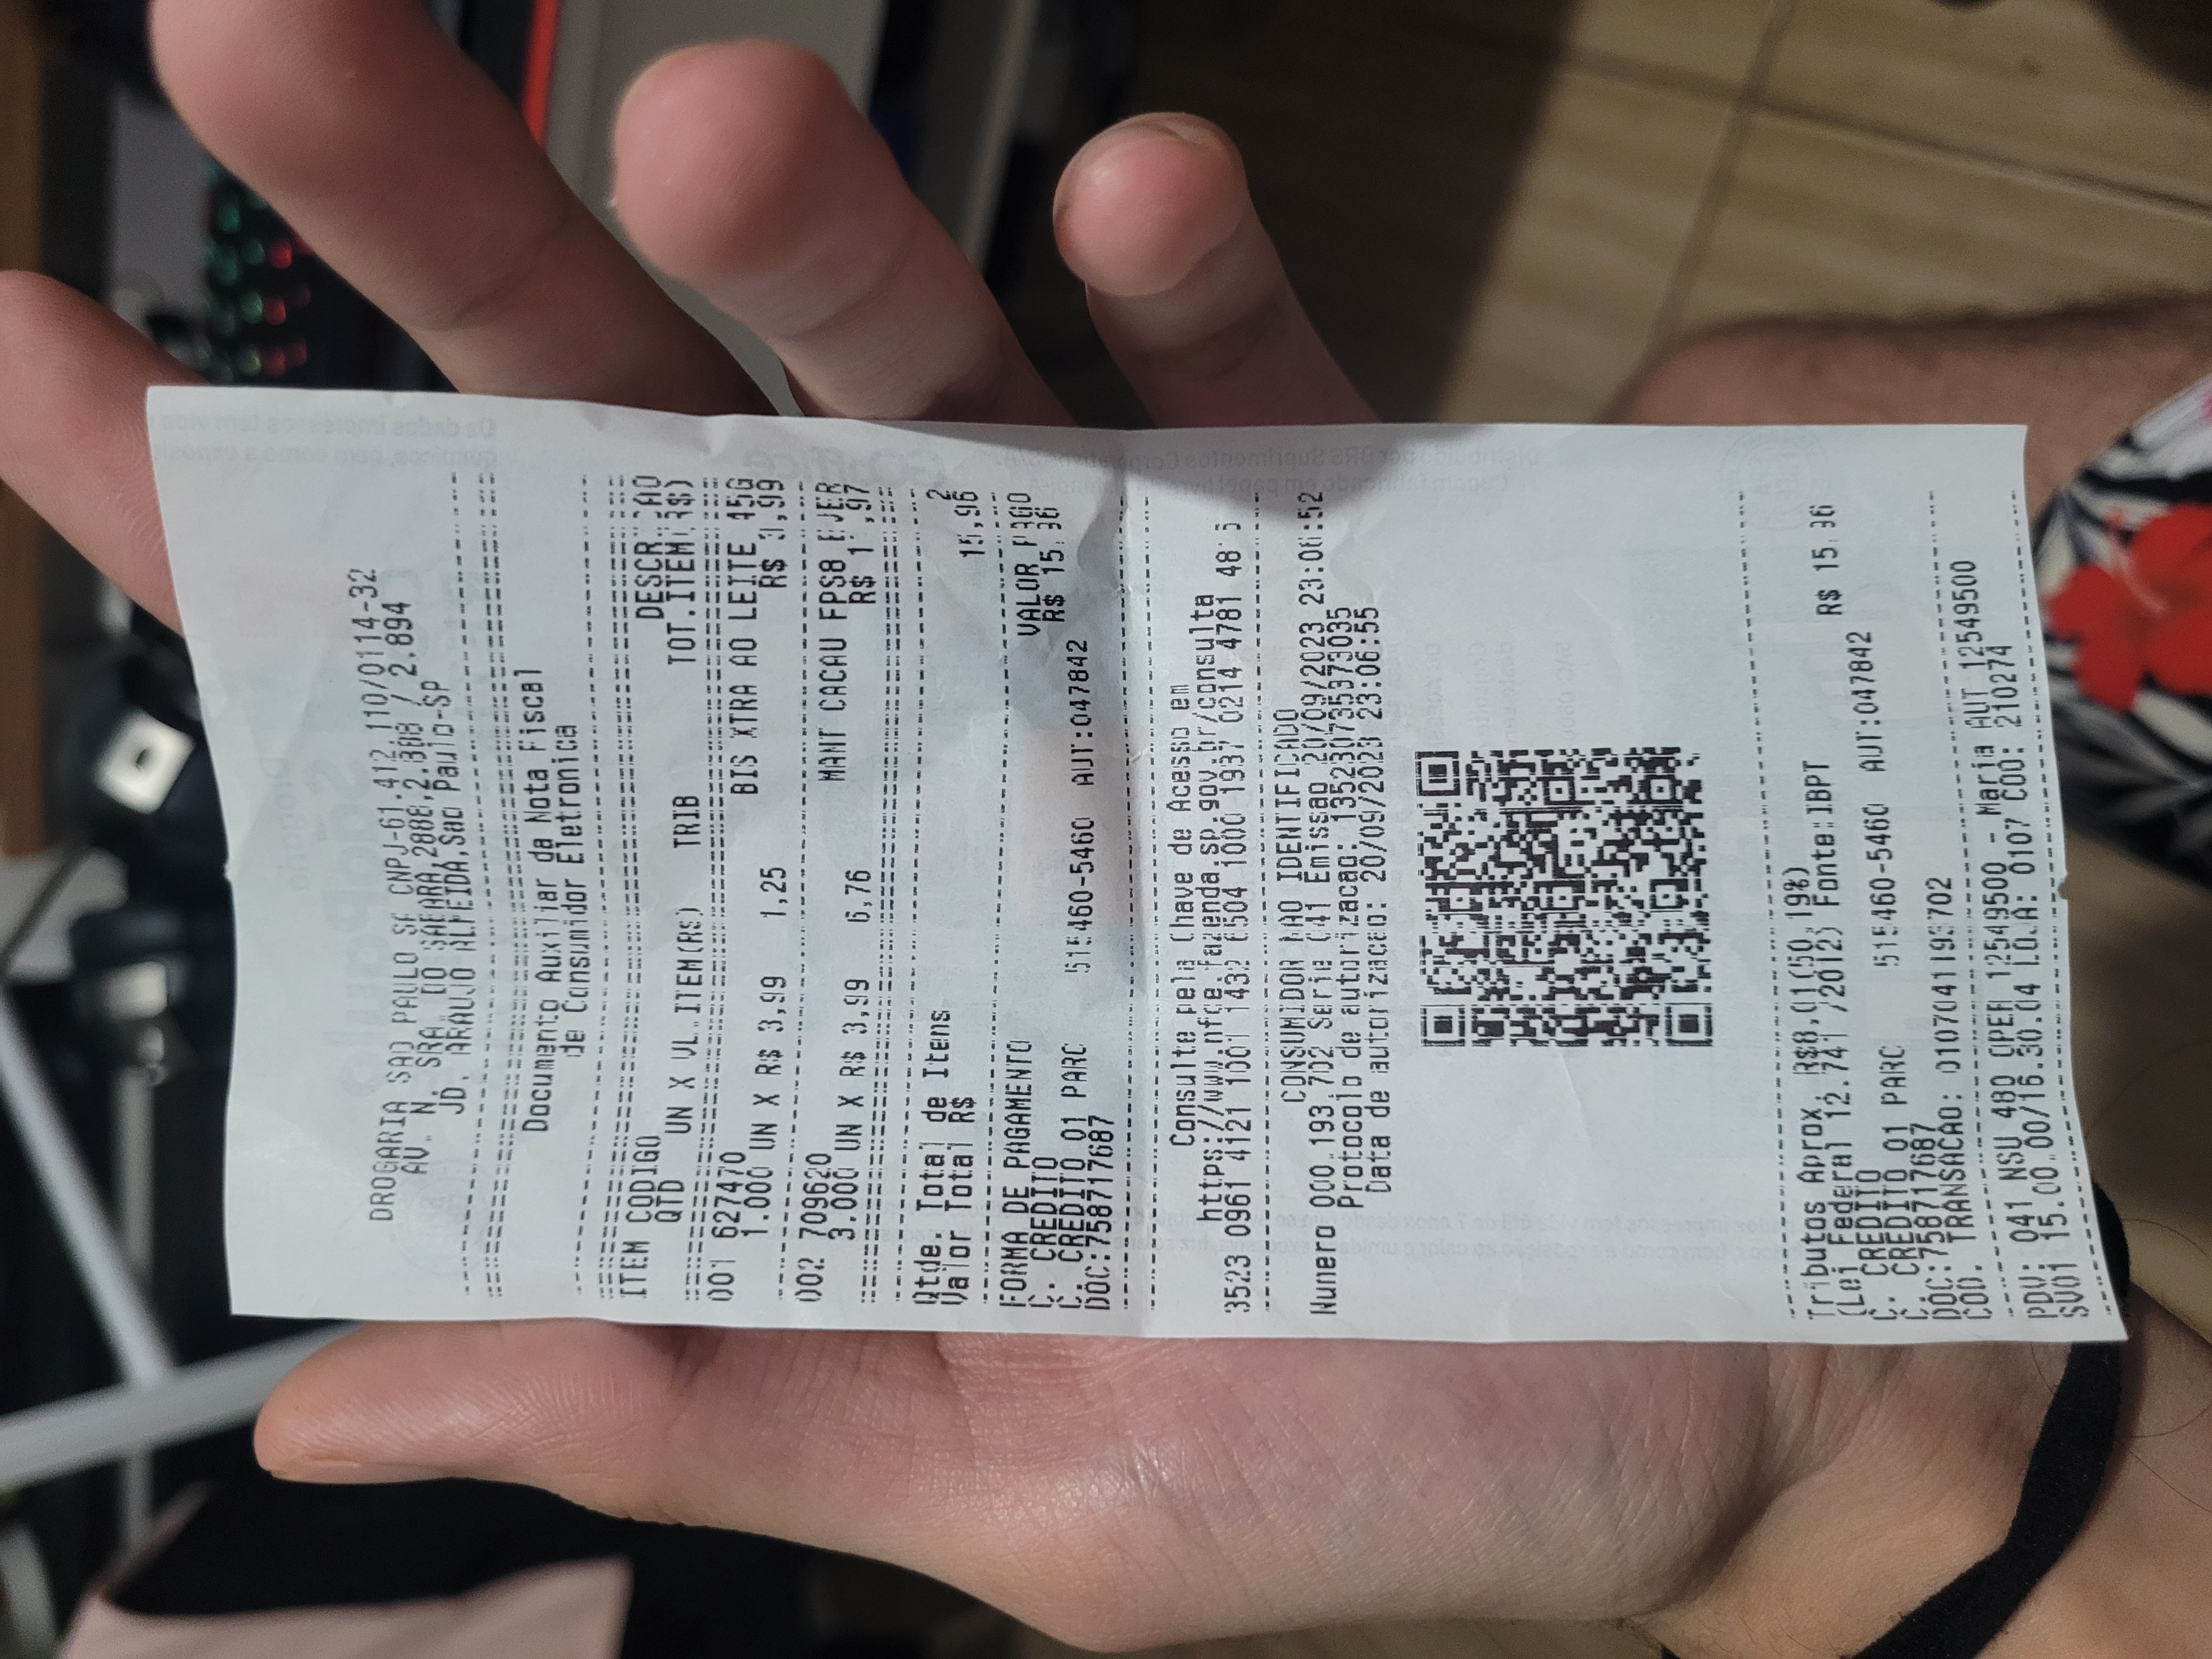 DROGARIA SAO PAULO SA CNPJ-61.412.110/0114-32
AV. N. SRA. DO SABARA,2888,2.888 / 2.894
JD. ARAUJO ALMEIDA,Sao Paulo-SP
Documento Auxiliar da Nota Fiscal
de Consumidor Eletronica
ITEM CODIGO DESCRICAO
QTD UN X VL.ITEM(R$) TRIB TOT.ITEM(R$)
001 627470 BIS XTRA AO LEITE 45G
1.000 UN X R$ 3,99 1,25 R$ 3,99
002 709620 MANT CACAU FPS8 EVER
3.000 UN X R$ 3,99 6,76 R$ 11,97
Qtde. Total de Itens 2
Valor Total R$ 15,96
FORMA DE PAGAMENTO VALOR PAGO
C. CREDITO R$ 15,96
C. CREDITO 01 PARC 515460-5460 AUT:047842
DOC:758717687
Consulte pela Chave de Acesso em
https://www.nfce.fazenda.sp.gov.br/consulta
3523 0961 4121 1001 1432 6504 1000 1937 0214 4781
CONSUMIDOR NAO IDENTIFICADO
Numero 000.193.702 Serie 041 Emissao 20/09/2023 23:06:52
Protocolo de autorizacao:
Data de autorizacao: 20/09/2023 23:06:55
Tributos Aprox. R$8,01(50,19%)
(Lei Federal 12.741 /2012) Fonte:IBPT
C. CREDITO R$ 15,96
C. CREDITO 01 PARC 515460-5460 AUT:047842
DOC:758717687
COD. TRANSACAO: 0107041193702
PDV: 041 NSU 480 OPER 12549500 - Maria AUT 12549500
SV01 15.00.00/16.30.04 LOJA: 0107 COO: 210274